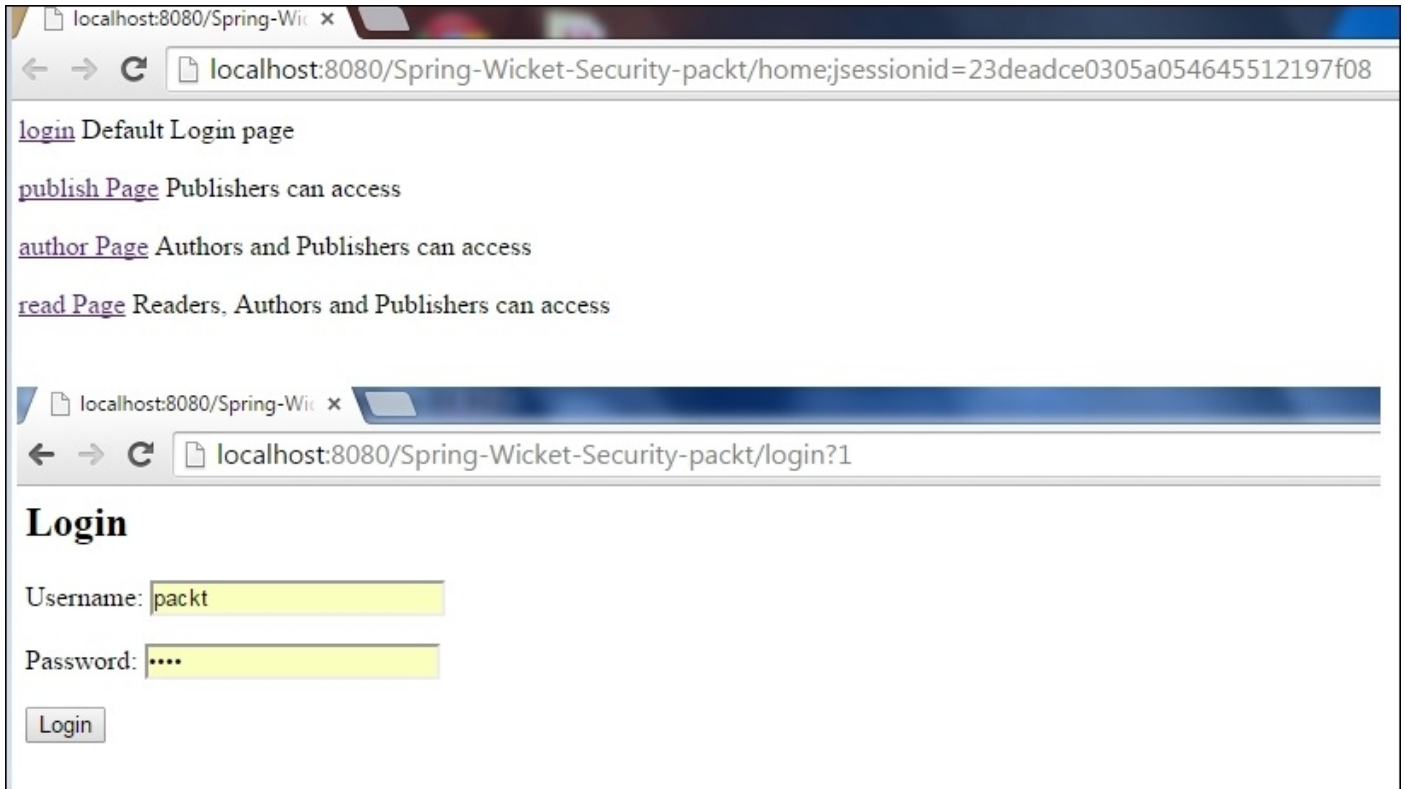 localhost:8080/Spring-Wic
localhost:8080/Spring-Wicket-Security-packt/home;jsessionid=23deadce0305a054645512197f08
login Default Login page
publish Page Publishers can access
author Page Authors and Publishers can access
read Page Readers, Authors and Publishers can access
localhost:8080/Spring-Wic
localhost:8080/Spring-Wicket-Security-packt/login?1
Login
Username: packt
Password: ••••
Login